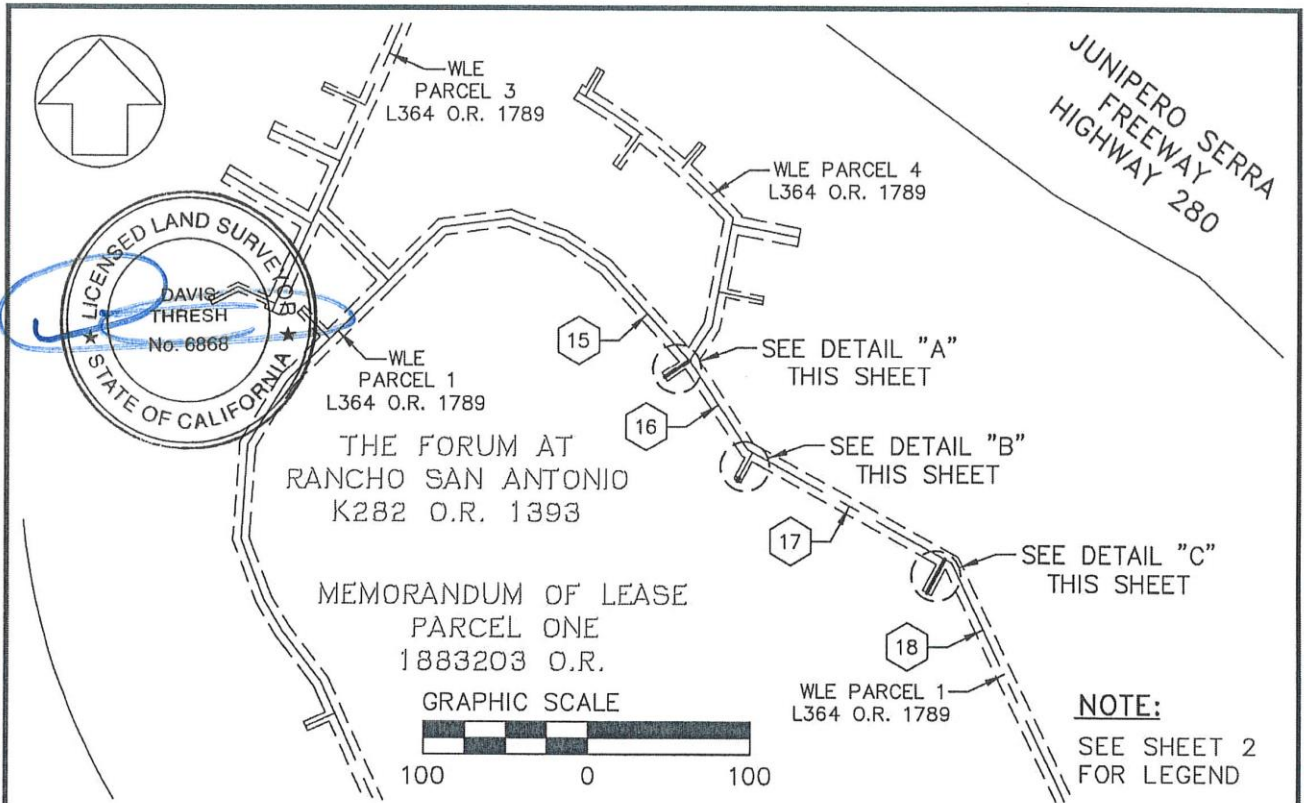 JUNIPERO SERRA
FREEWAY
HIGHWAY 280
WLE
PARCEL 3
L364 O.R. 1789
WLE PARCEL 4
L364 O.R. 1789
LICENSED LAND SURVEYOR
DAVIS
THRESH
No. 6868
STATE OF CALIFORNIA
WLE
PARCEL 1
L364 O.R. 1789
15
SEE DETAIL "A"
THIS SHEET
16
SEE DETAIL "B"
THIS SHEET
THE FORUM AT
RANCHO SAN ANTONIO
K282 O.R. 1393
17
SEE DETAIL "C"
THIS SHEET
MEMORANDUM OF LEASE
PARCEL ONE
1883203 O.R.
18
WLE PARCEL 1
L364 O.R. 1789
GRAPHIC SCALE
100 0 100
NOTE:
SEE SHEET 2
FOR LEGEND